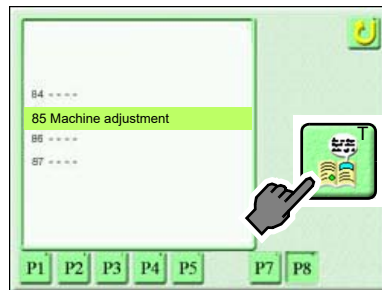 84 ----
85 Machine adjustment
86 ----
87 ----
T
P1 P2 P3 P4 P5 P7 P8